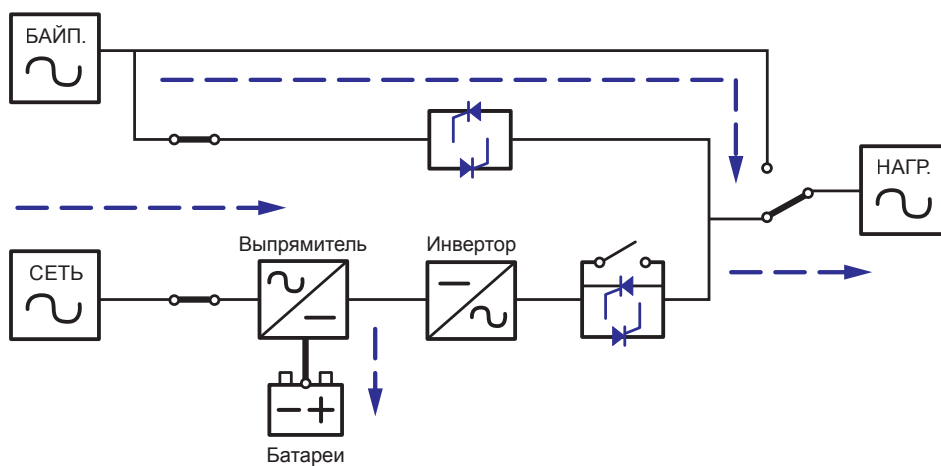 БАЙП.
НАГР.
Выпрямитель
Инвертор
СЕТЬ
Батареи